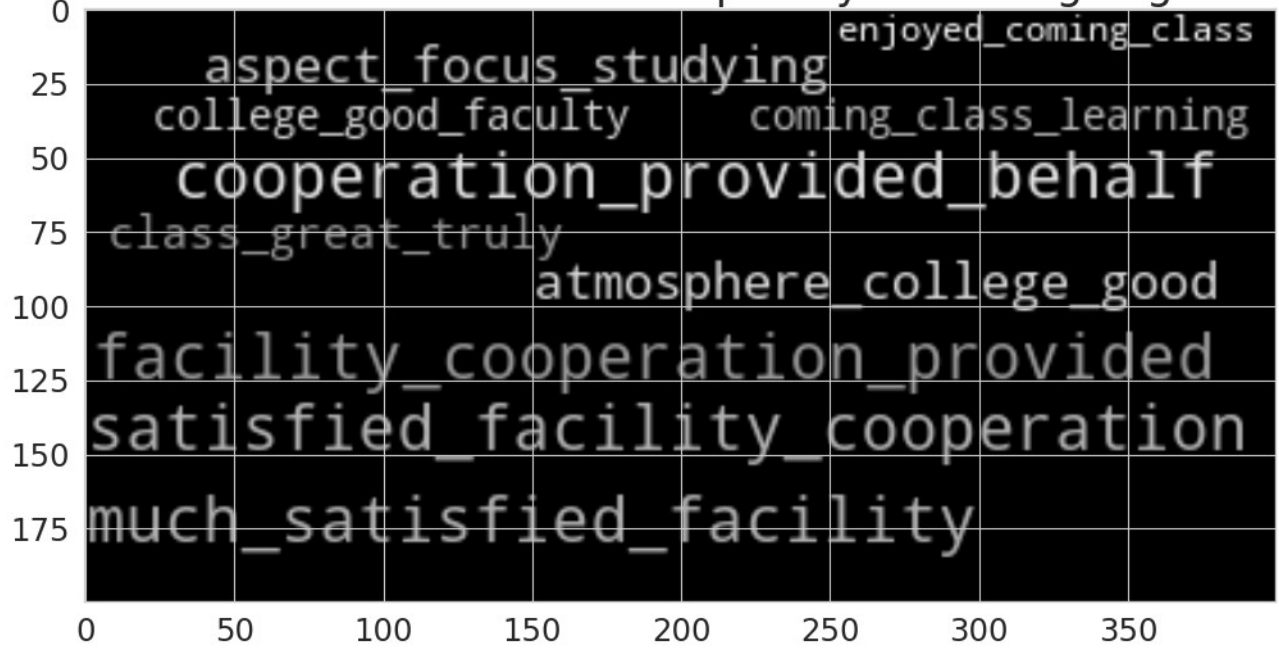 0
enjoyed_coming_class
aspect_focus_studying
25
college_good_faculty coming_class_learning
50
cooperation_provided_behalf
75
class_great_truly
atmosphere_college_good
100
facility_cooperation_provided
125
satisfied_facility_cooperation
150
much_satisfied_facility
175
0 50 100 150 200 250 300 350